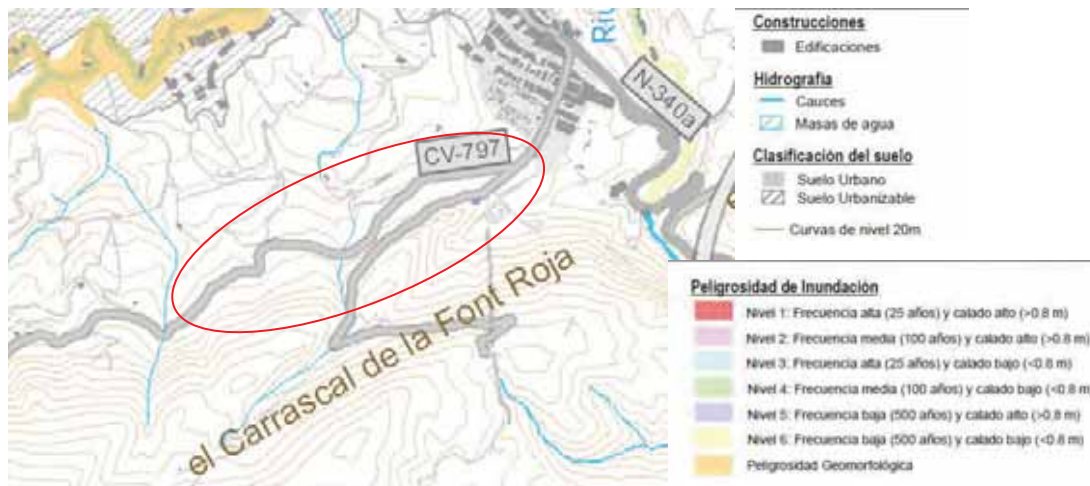 Riu
N-340a
CV-797
el Carrascal de la Font Roja
Construcciones
Edificaciones
Hidrografia
Cauces
Masas de agua
Clasificación del suelo
Suelo Urbano
Suelo Urbanizable
Curvas de nivel 20m
Peligrosidad de Inundación
Nivel 1: Frecuencia alta (25 años) y calado alto (>0.8 m)
Nivel 2: Frecuencia media (100 años) y calado alto (>0.8 m)
Nivel 3: Frecuencia alta (25 años) y calado bajo (<0.8 m)
Nivel 4: Frecuencia media (100 años) y calado bajo (<0.8 m)
Nivel 5: Frecuencia baja (500 años) y calado alto (>0,8 m)
Nivel 6: Frecuencia baja (500 años) y calado bajo (<0.8 m)
Peligrosidad Geomorfológica